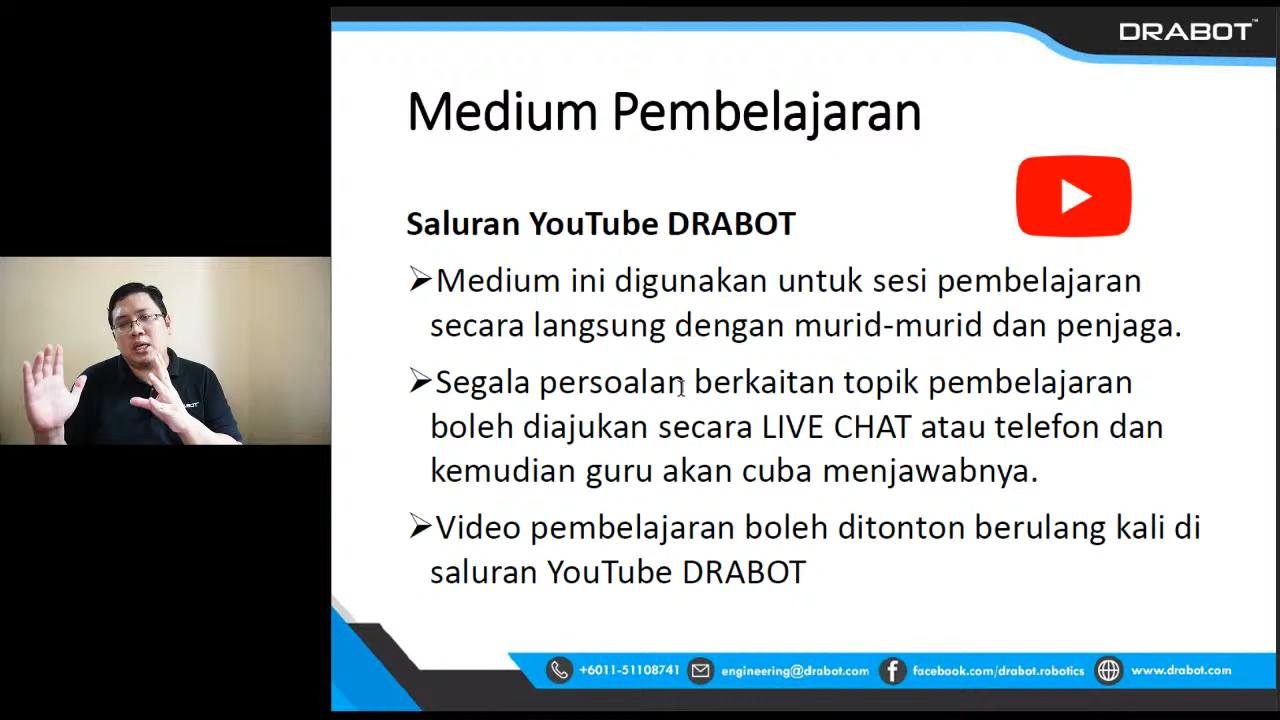 DRABOT™
Medium Pembelajaran
Saluran YouTube DRABOT
➢Medium ini digunakan untuk sesi pembelajaran
secara langsung dengan murid-murid dan penjaga.
➢Segala persoalan berkaitan topik pembelajaran
boleh diajukan secara LIVE CHAT atau telefon dan
kemudian guru akan cuba menjawabnya.
➢Video pembelajaran boleh ditonton berulang kali di
saluran YouTube DRABOT
+6011-51108741 engineering@drabot.com facebook.com/drabot.robotics www.drabot.com